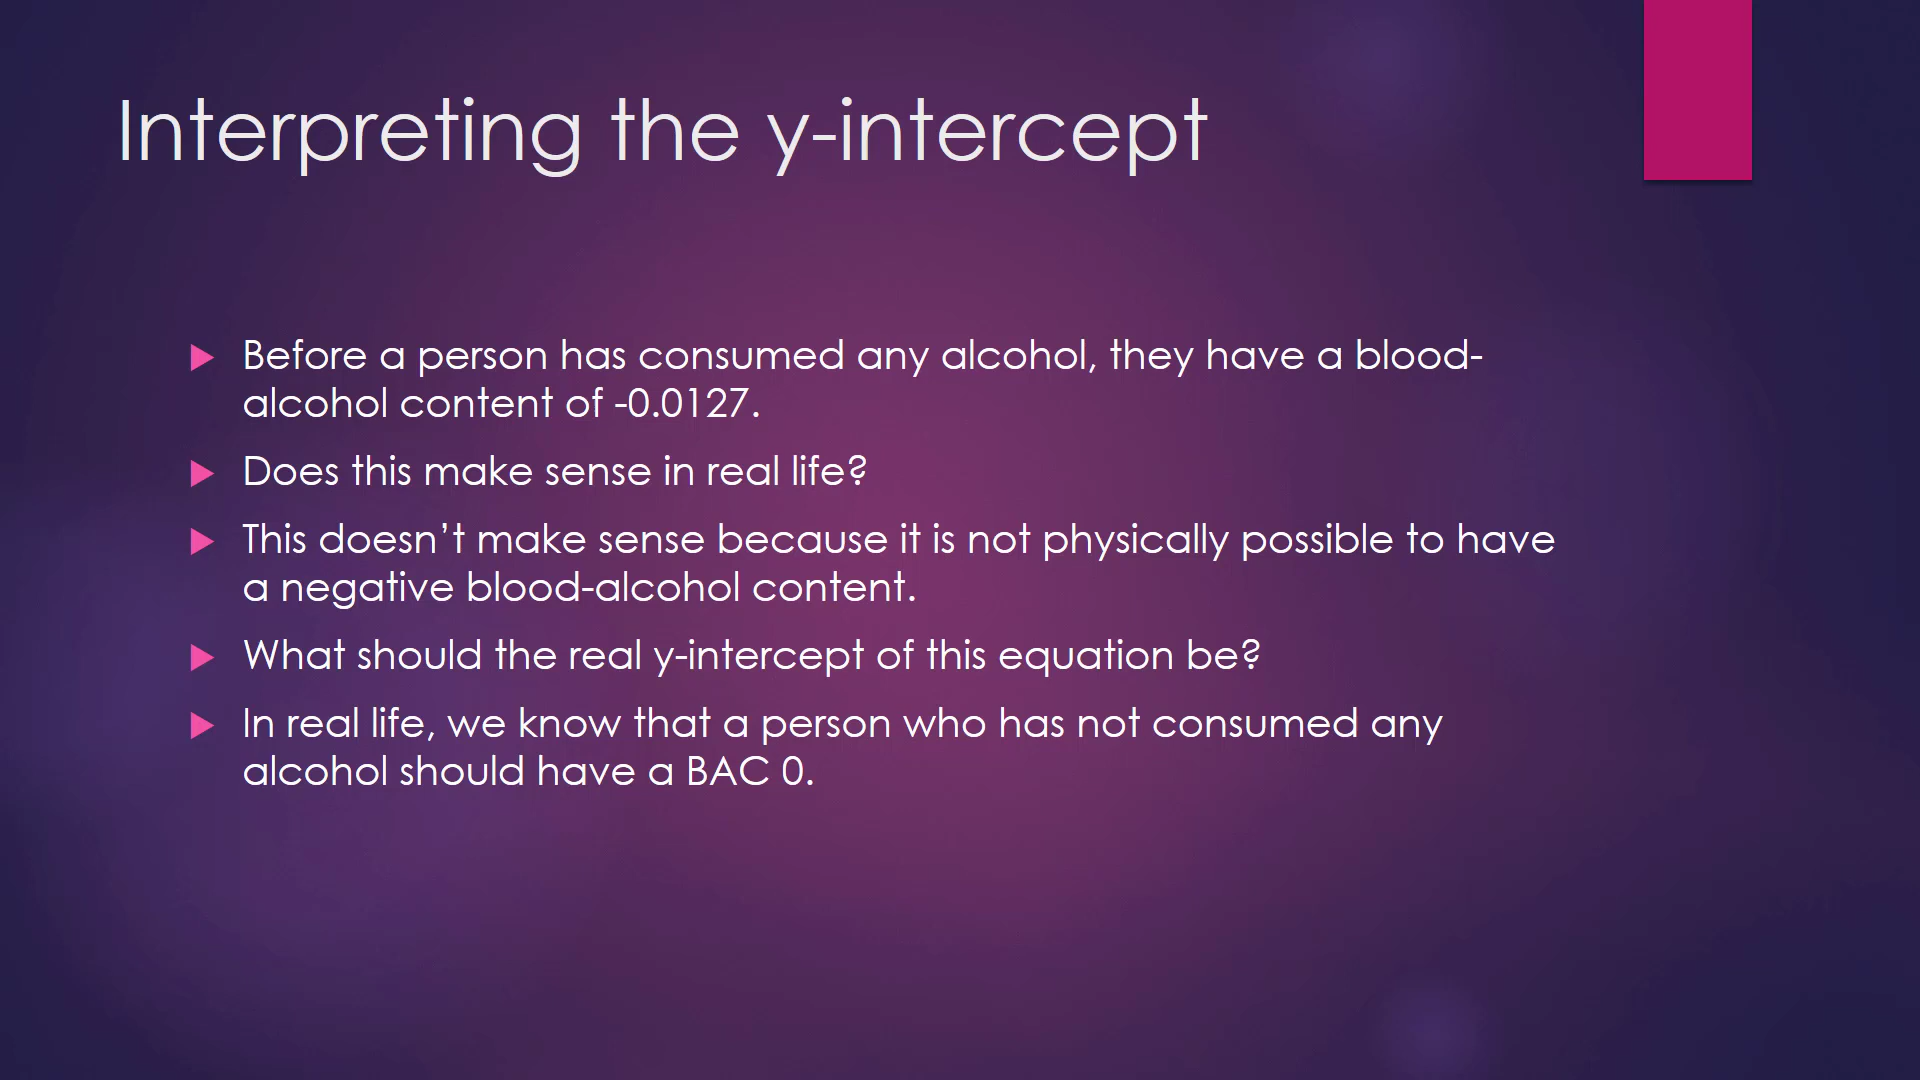 Interpreting the y-intercept
Before a person has consumed any alcohol, they have a blood-
alcohol content of -0.0127.
Does this make sense in real life?
This doesn’t make sense because it is not physically possible to have
a negative blood-alcohol content.
What should the real y-intercept of this equation be?
In real life, we know that a person who has not consumed any
alcohol should have a BAC 0.